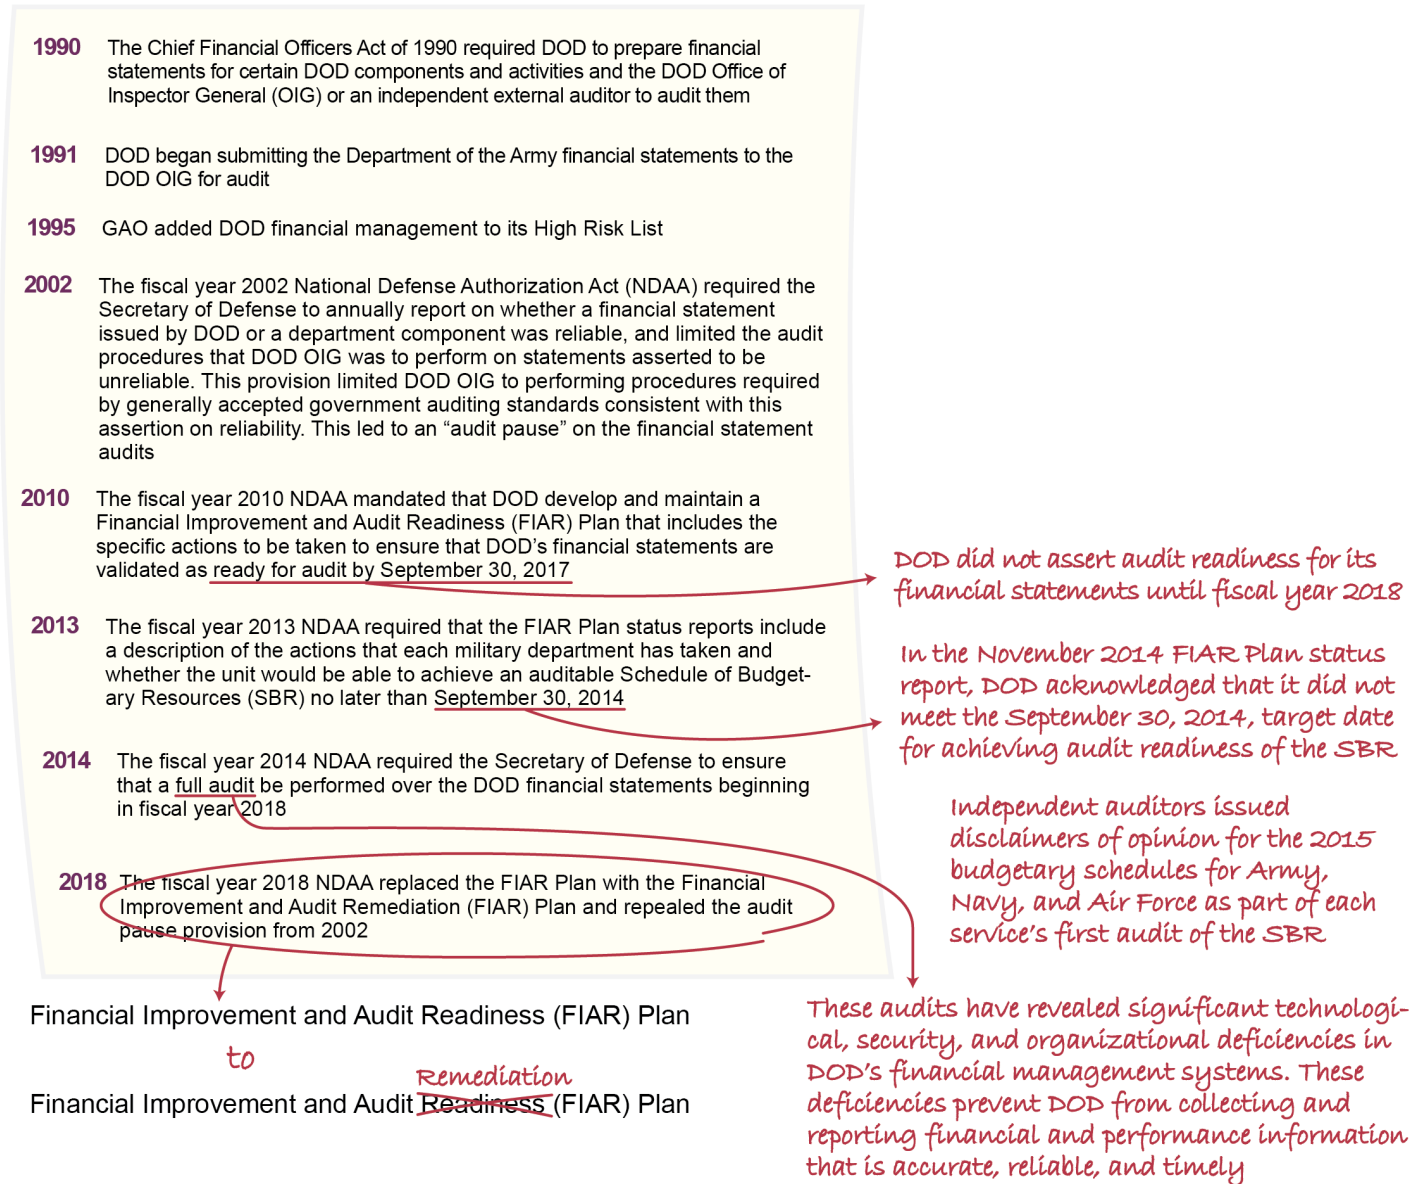 1990 The Chief Financial Officers Act of 1990 required DOD to prepare financial
statements for certain DOD components and activities and the DOD Office of
Inspector General (OIG) or an independent external auditor to audit them
1991 DOD began submitting the Department of the Army financial statements to the
DOD OIG for audit
1995 GAO added DOD financial management to its High Risk List
2002 The fiscal year 2002 National Defense Authorization Act (NDAA) required the
Secretary of Defense to annually report on whether a financial statement
issued by DOD or a department component was reliable, and limited the audit
procedures that DOD OIG was to perform on statements asserted to be
unreliable. This provision limited DOD OIG to performing procedures required
by generally accepted government auditing standards consistent with this
assertion on reliability. This led to an “audit pause” on the financial statement
audits
2010 The fiscal year 2010 NDAA mandated that DOD develop and maintain a
Financial Improvement and Audit Readiness (FIAR) Plan that includes the
specific actions to be taken to ensure that DOD’s financial statements are
validated as ready for audit by September 30, 2017
DOD did not assert audit readiness for its
financial statements until fiscal year 2018
2013 The fiscal year 2013 NDAA required that the FIAR Plan status reports include
a description of the actions that each military department has taken and
whether the unit would be able to achieve an auditable Schedule of Budget-
ary Resources (SBR) no later than September 30, 2014
In the November 2014 FIAR Plan status
report, DOD acknowledged that it did not
meet the September 30, 2014, target date
for achieving audit readiness of the SBR
2014 The fiscal year 2014 NDAA required the Secretary of Defense to ensure
that a full audit be performed over the DOD financial statements beginning
in fiscal year 2018
Independent auditors issued
disclaimers of opinion for the 2015
budgetary schedules for Army,
Navy, and Air Force as part of each
service’s first audit of the SBR
2018 The fiscal year 2018 NDAA replaced the FIAR Plan with the Financial
Improvement and Audit Remediation (FIAR) Plan and repealed the audit
pause provision from 2002
These audits have revealed significant technologi-
cal, security, and organizational deficiencies in
DOD’s financial management systems. These
deficiencies prevent DOD from collecting and
reporting financial and performance information
that is accurate, reliable, and timely
Financial Improvement and Audit Readiness (FIAR) Plan
to
Remediation
Financial Improvement and Audit Readiness (FIAR) Plan